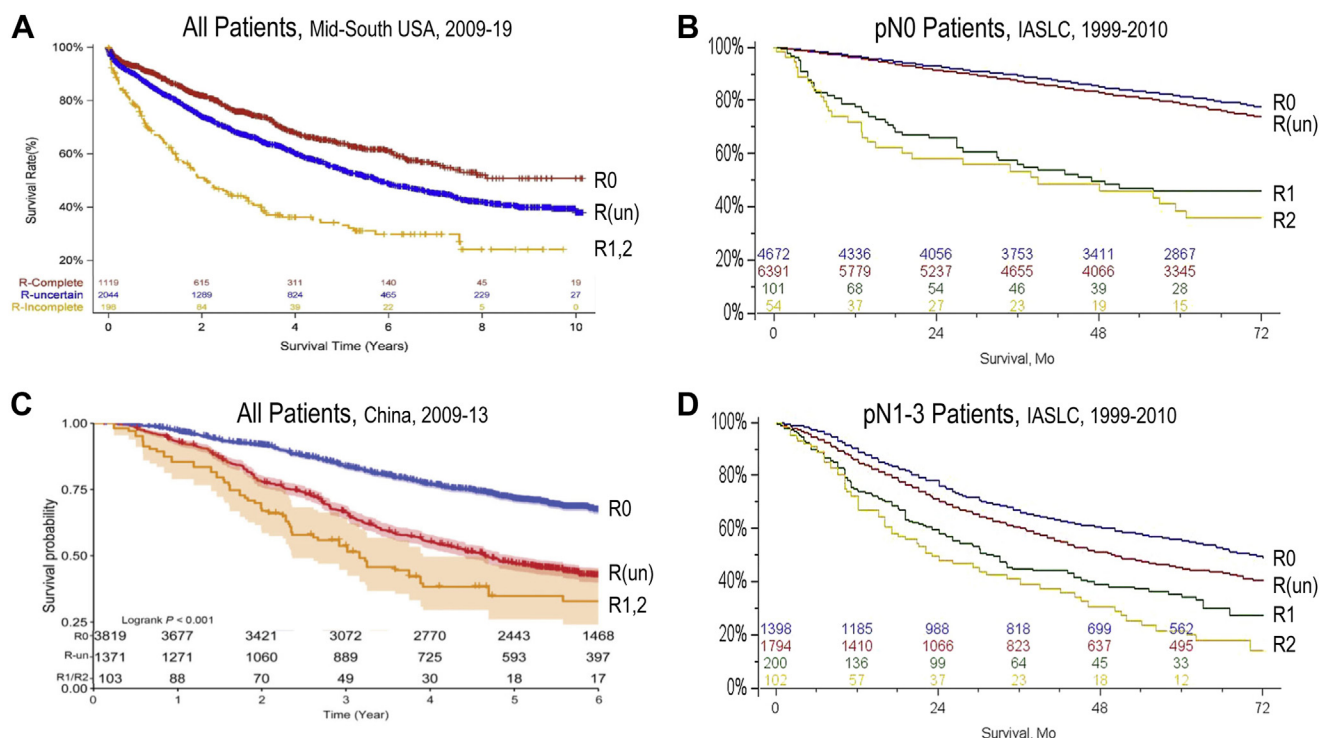 A
All Patients, Mid-South USA, 2009-19
100%
80%
60%
40%
20%
Survival Rate(%)
R0
R(un)
R1,2
R-Complete 1119 615 311 140 45 19
R-uncertain 2044 1289 824 465 229 27
R-Incomplete 198 84 39 22 5 0
0 2 4 6 8 10
Survival Time (Years)
B
pN0 Patients, IASLC, 1999-2010
100%
80%
60%
40%
20%
0%
R0
R(un)
R1
R2
4672 4336 4056 3753 3411 2867
6391 5779 5237 4655 4066 3345
101 68 54 46 39 28
54 37 27 23 19 15
0 24 48 72
Survival, Mo
C
All Patients, China, 2009-13
1.00
0.75
0.50
0.25
0.00
Survival probability
R0
R(un)
R1,2
Logrank P < 0.001
R0 3819 3677 3421 3072 2770 2443 1468
R-un 1371 1271 1060 889 725 593 397
R1/R2 103 88 70 49 30 18 17
0 1 2 3 4 5 6
Time (Year)
D
pN1-3 Patients, IASLC, 1999-2010
100%
80%
60%
40%
20%
0%
R0
R(un)
R1
R2
1398 1185 988 818 699 562
1794 1410 1066 823 637 495
200 136 99 64 45 33
102 57 37 23 18 12
0 24 48 72
Survival, Mo